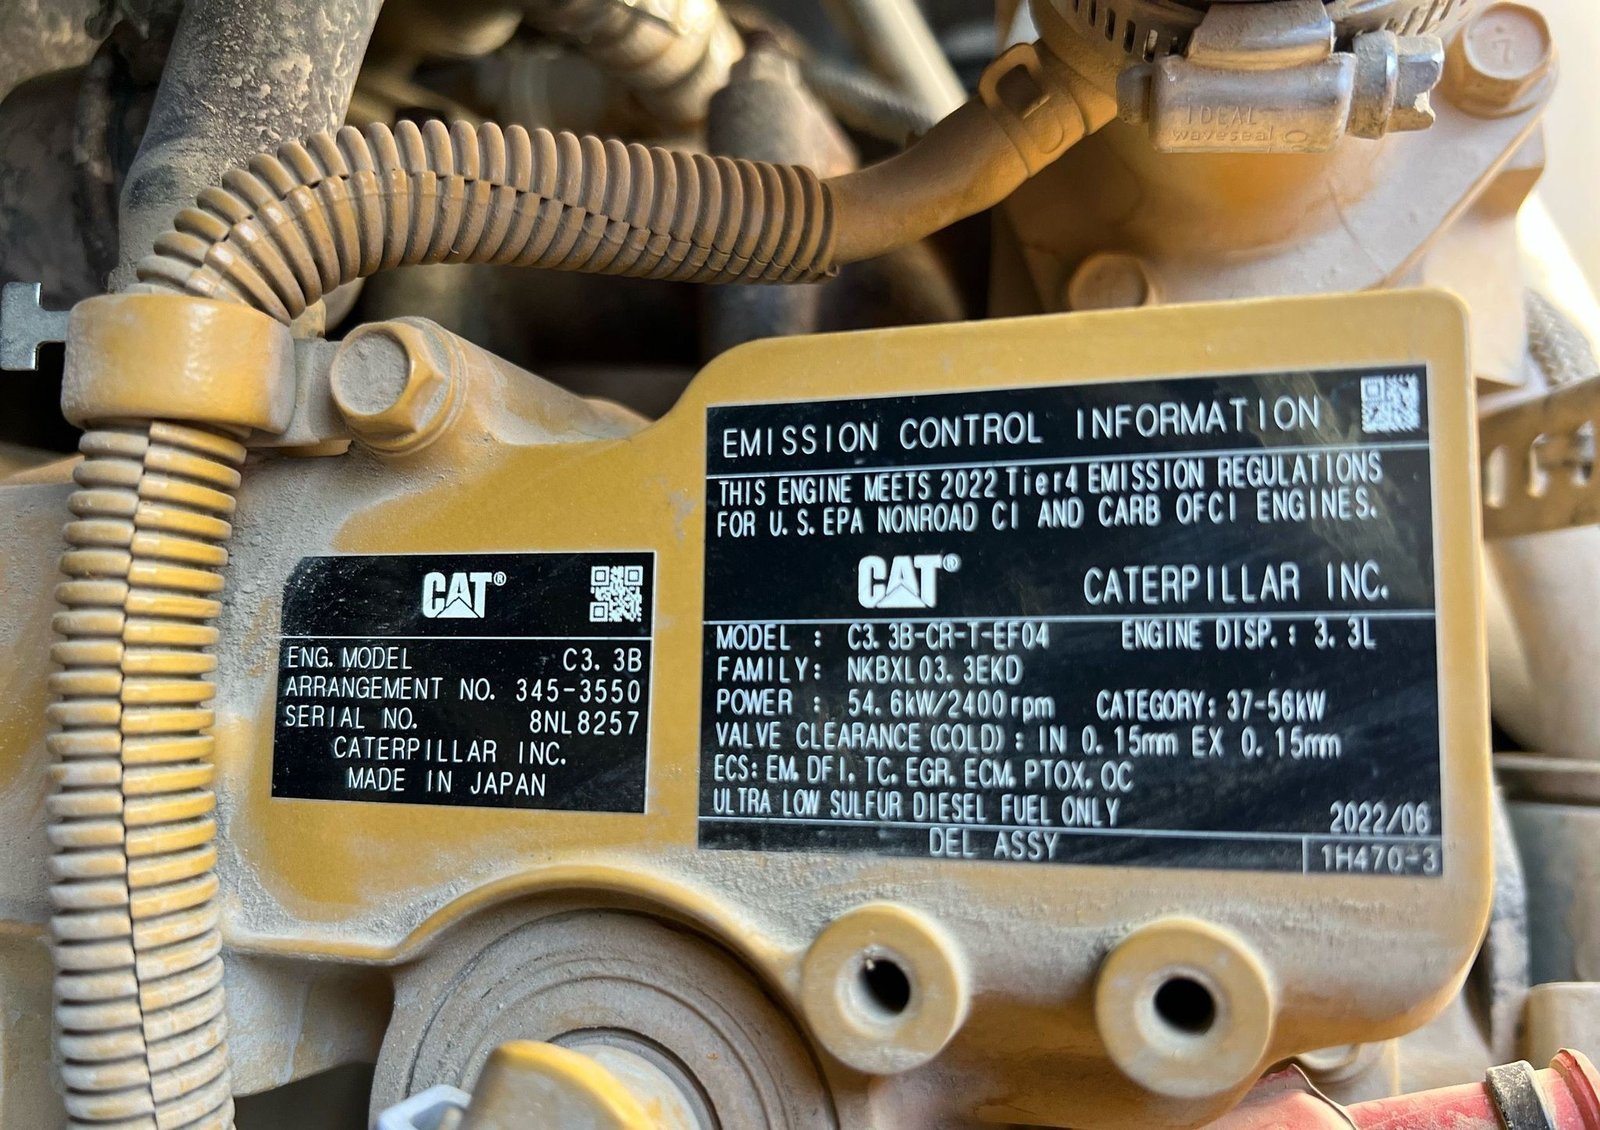 IDEAL
waveseal
7
EMISSION CONTROL INFORMATION
THIS ENGINE MEETS 2022 Tier4 EMISSION REGULATIONS
FOR U.S. EPA NONROAD CI AND CARB OFCI ENGINES.
CAT® CATERPILLAR INC.
MODEL : C3.3B-CR-T-EF04 ENGINE DISP.: 3.3L
FAMILY: NKBXL03.3EKD
POWER : 54.6kW/2400rpm CATEGORY: 37-56kW
VALVE CLEARANCE (COLD) : IN 0.15mm EX 0.15mm
ECS: EM, DFI, TC, EGR, ECM, PTOX, OC
ULTRA LOW SULFUR DIESEL FUEL ONLY 2022/06
DEL ASSY 1H470-3
CAT®
ENG. MODEL C3.3B
ARRANGEMENT NO. 345-3550
SERIAL NO. 8NL8257
CATERPILLAR INC.
MADE IN JAPAN